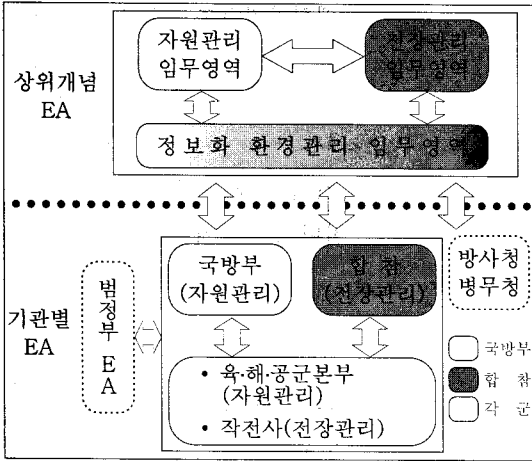 상위개념
EA
자원관리
임무영역
전장관리
임무영역
정보화 환경관리 임무영역
기관별
EA
범정부 EA
국방부
(자원관리)
합 참
(전장관리)
방사청
병무청
• 육·해·공군본부
(자원관리)
• 작전사(전장관리)
국방부
합 참
각 군